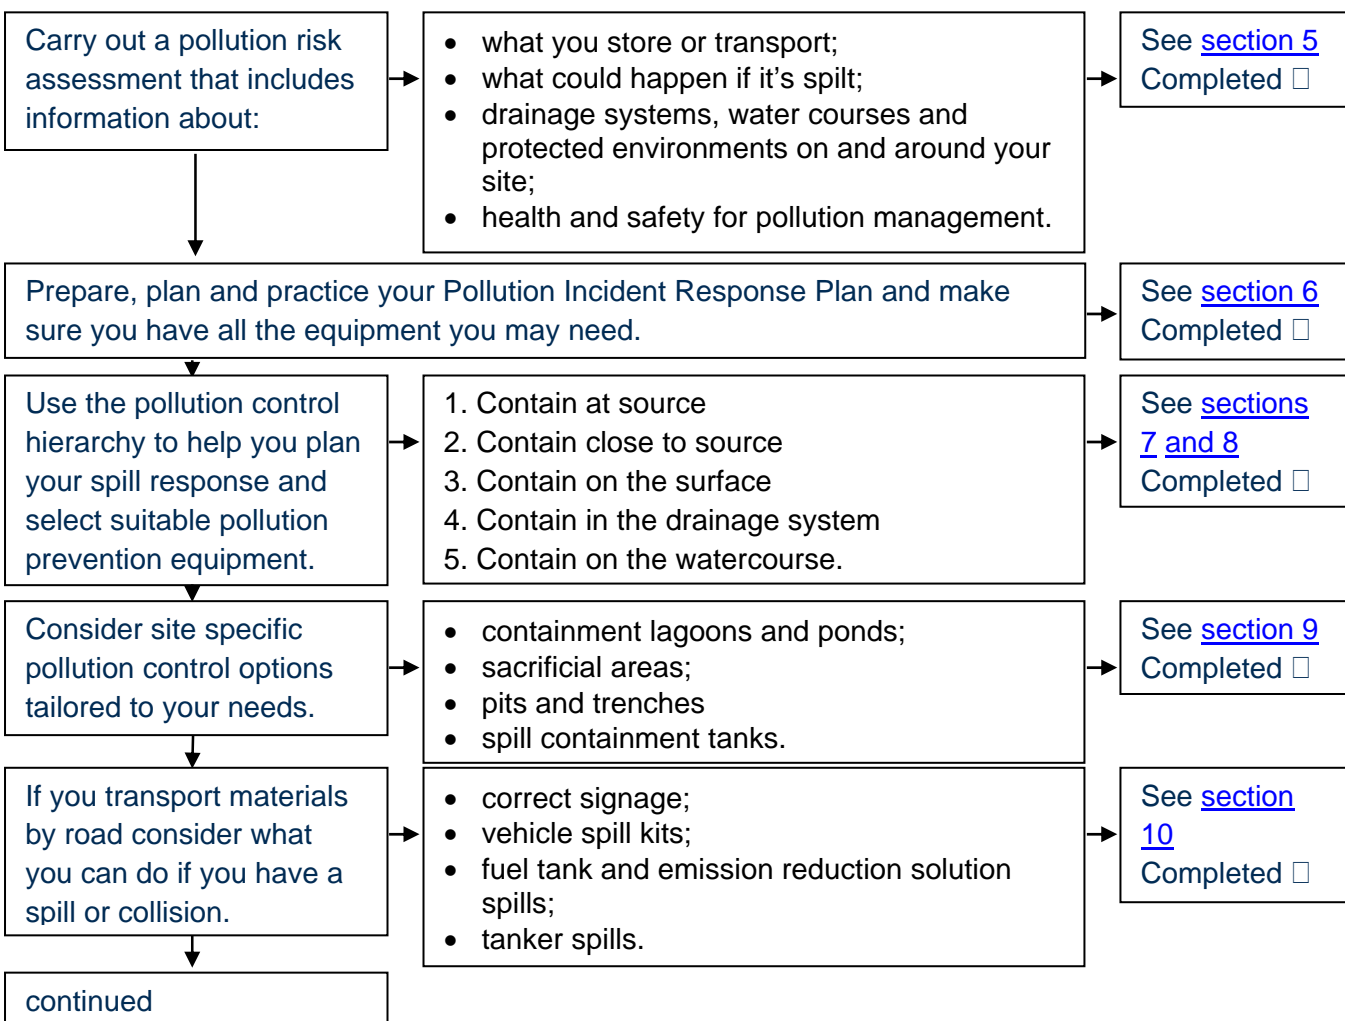 Carry out a pollution risk
assessment that includes
information about:
• what you store or transport;
• what could happen if it's spilt;
• drainage systems, water courses and
protected environments on and around your
site;
• health and safety for pollution management.
See section 5
Completed □
Prepare, plan and practice your Pollution Incident Response Plan and make
sure you have all the equipment you may need.
See section 6
Completed □
Use the pollution control
hierarchy to help you plan
your spill response and
select suitable pollution
prevention equipment.
1. Contain at source
2. Contain close to source
3. Contain on the surface
4. Contain in the drainage system
5. Contain on the watercourse.
See sections
7 and 8
Completed □
Consider site specific
pollution control options
tailored to your needs.
• containment lagoons and ponds;
• sacrificial areas;
• pits and trenches
• spill containment tanks.
See section 9
Completed □
If you transport materials
by road consider what
you can do if you have a
spill or collision.
• correct signage;
• vehicle spill kits;
• fuel tank and emission reduction solution
spills;
• tanker spills.
See section
10
Completed □
continued